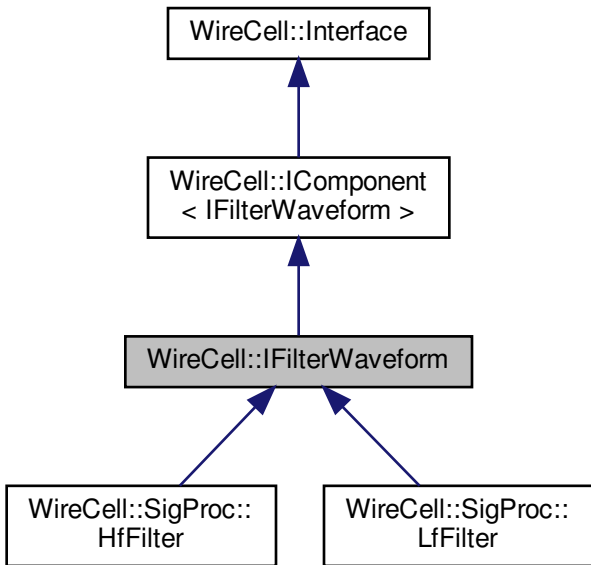 WireCell::Interface
WireCell::IComponent
< IFilterWaveform >
WireCell::IFilterWaveform
WireCell::SigProc::
HfFilter
WireCell::SigProc::
LfFilter